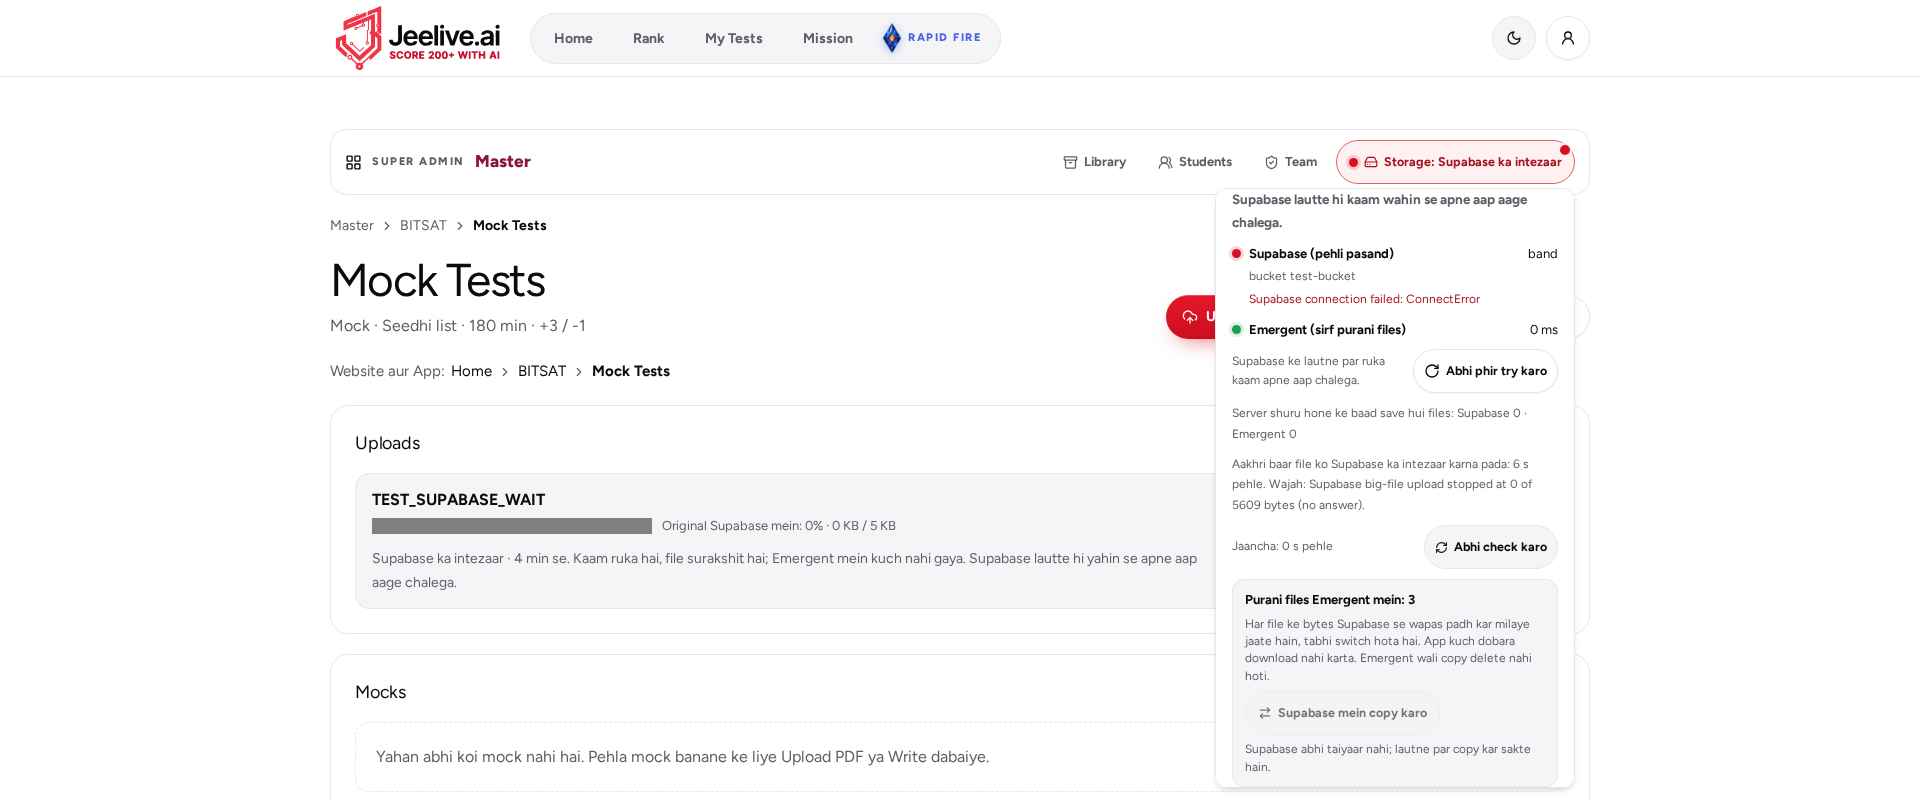 Jeelive.ai
SCORE 200+ WITH AI
Home
Rank
My Tests
Mission
RAPID FIRE
SUPER ADMIN
Master
Library
Students
Team
Storage: Supabase ka intezaar
Master > BITSAT > Mock Tests
Mock Tests
Mock · Seedhi list · 180 min · +3 / -1
Website aur App: Home > BITSAT > Mock Tests
Uploads
TEST_SUPABASE_WAIT
Original Supabase mein: 0% · 0 KB / 5 KB
Supabase ka intezaar · 4 min se. Kaam ruka hai, file surakshit hai; Emergent mein kuch nahi gaya. Supabase lautte hi yahin se apne aap
aage chalega.
Mocks
Yahan abhi koi mock nahi hai. Pehla mock banane ke liye Upload PDF ya Write dabaiye.
Supabase lautte hi kaam wahin se apne aap aage
chalega.
Supabase (pehli pasand)
band
bucket test-bucket
Supabase connection failed: ConnectError
Emergent (sirf purani files)
0 ms
Supabase ke lautne par ruka
kaam apne aap chalega.
Abhi phir try karo
Server shuru hone ke baad save hui files: Supabase 0 ·
Emergent 0
Aakhri baar file ko Supabase ka intezaar karna pada: 6 s
pehle. Wajah: Supabase big-file upload stopped at 0 of
5609 bytes (no answer).
Jaancha: 0 s pehle
Abhi check karo
Purani files Emergent mein: 3
Har file ke bytes Supabase se wapas padh kar milaye
jaate hain, tabhi switch hota hai. App kuch dobara
download nahi karta. Emergent wali copy delete nahi
hoti.
Supabase mein copy karo
Supabase abhi taiyaar nahi; lautne par copy kar sakte
hain.